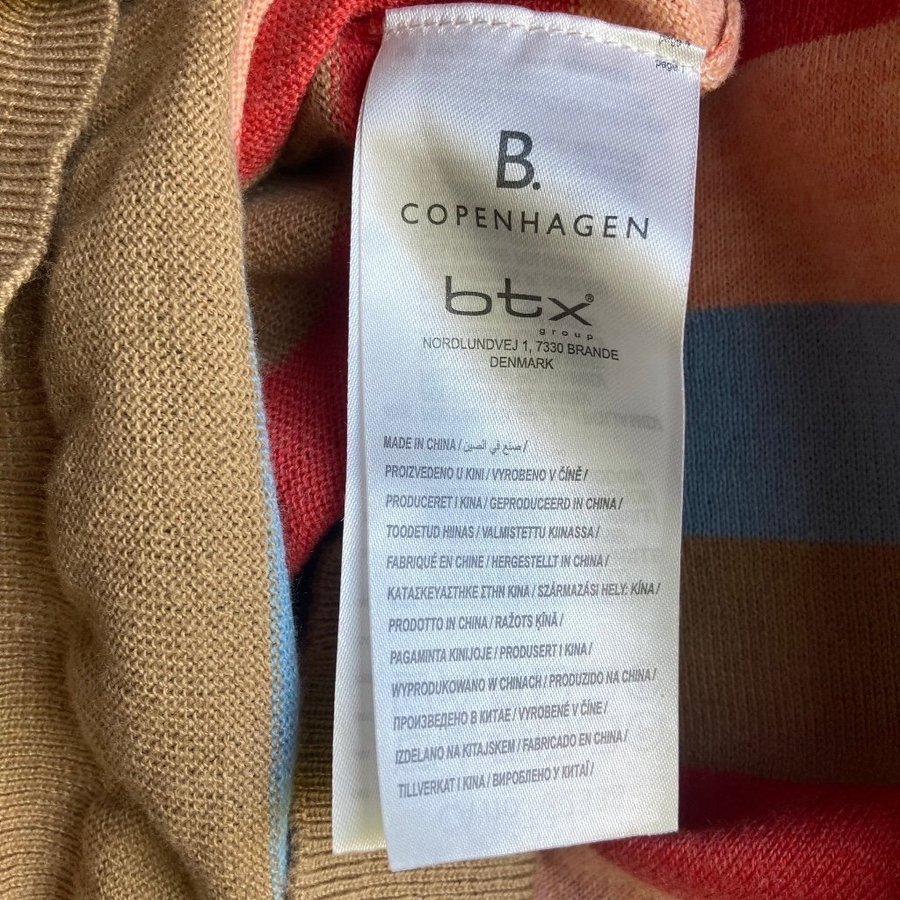 page 1
B.
COPENHAGEN
btx®
group
NORDLUNDVEJ 1, 7330 BRANDE
DENMARK
MADE IN CHINA / صنع في الصين /
PROIZVEDENO U KINI / VYROBENO V ČÍNĚ /
PRODUCERET I KINA / GEPRODUCEERD IN CHINA /
TOODETUD HIINAS / VALMISTETTU KIINASSA /
FABRIQUÉ EN CHINE / HERGESTELLT IN CHINA /
ΚΑΤΑΣΚΕΥΑΣΤΗΚΕ ΣΤΗΝ ΚΙΝΑ / SZÁRMAZÁSI HELY: KÍNA /
PRODOTTO IN CHINA / RAŽOTS ĶĪNĀ /
PAGAMINTA KINIJOJE / PRODUSERT I KINA /
WYPRODUKOWANO W CHINACH / PRODUZIDO NA CHINA /
ПРОИЗВЕДЕНО В КИТАЕ / VYROBENÉ V ČÍNE /
IZDELANO NA KITAJSKEM / FABRICADO EN CHINA /
TILLVERKAT I KINA / ВИРОБЛЕНО У КИТАЇ /